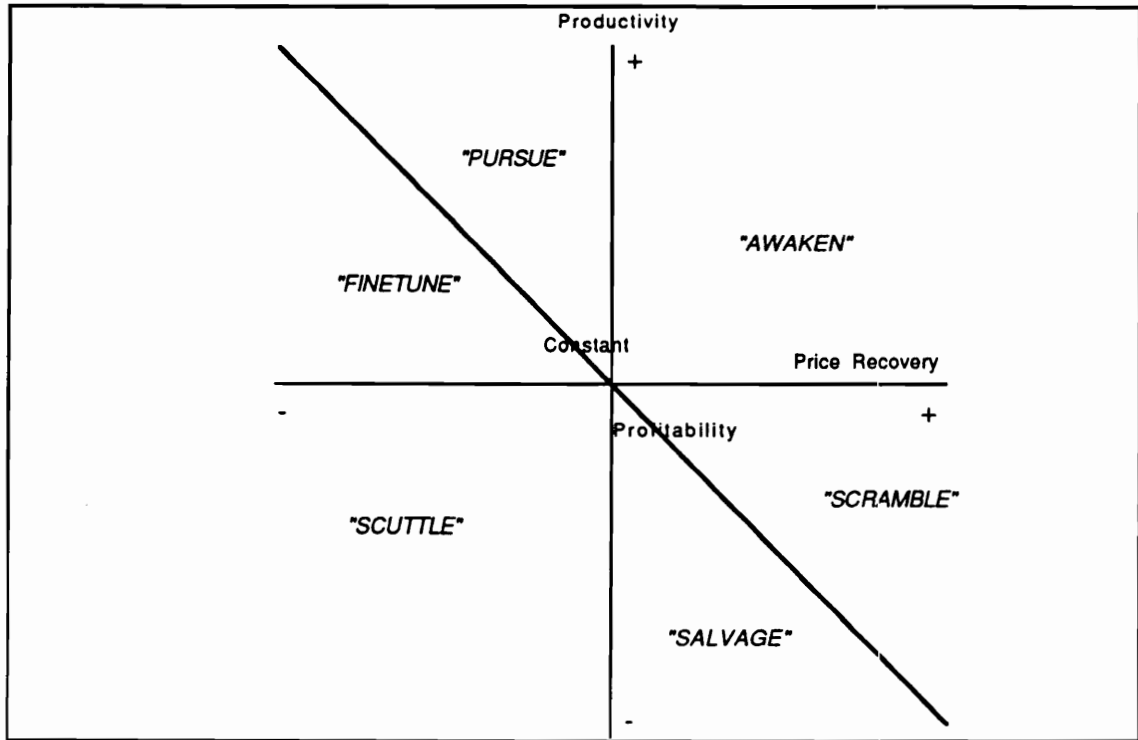 Productivity
+
"PURSUE"
"AWAKEN"
"FINETUNE"
Constant
Price Recovery
-
+
Profitability
"SCRAMBLE"
"SCUTTLE"
"SALVAGE"
-